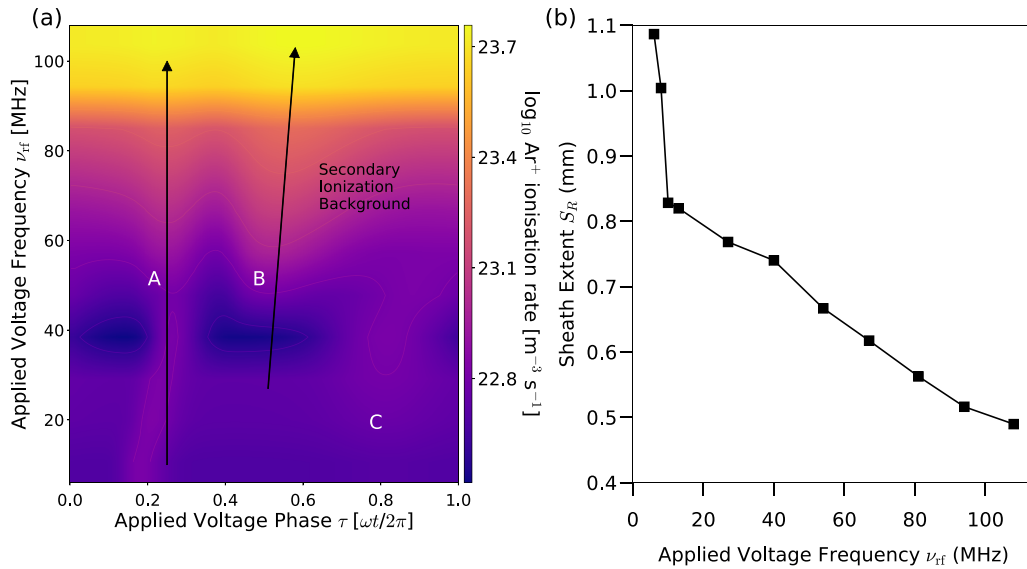 (a)
Applied Voltage Frequency ν_rf [MHz]
100
80
60
40
20
0.0 0.2 0.4 0.6 0.8 1.0
Applied Voltage Phase τ [ωt/2π]
A
B
C
Secondary
Ionization
Background
23.7
23.4
23.1
22.8
log₁₀ Ar⁺ ionisation rate [m⁻³ s⁻¹]
(b)
Sheath Extent S_R (mm)
1.1
1.0
0.9
0.8
0.7
0.6
0.5
0.4
0 20 40 60 80 100
Applied Voltage Frequency ν_rf (MHz)